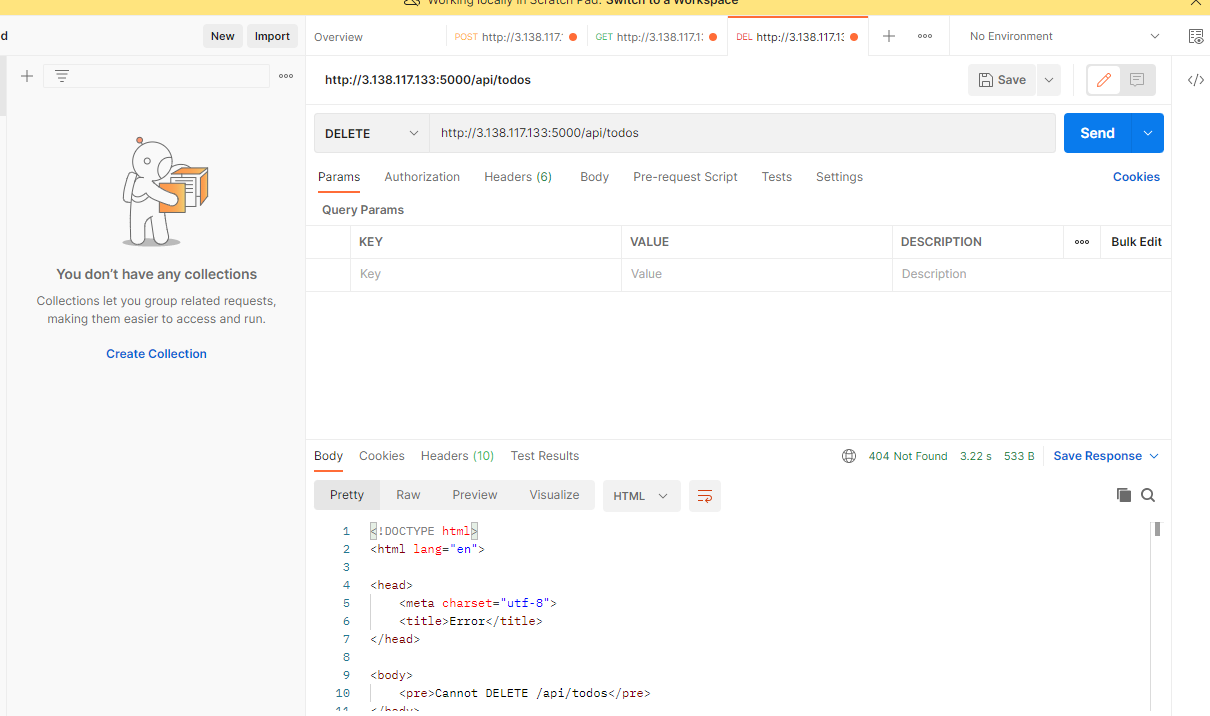 Working locally in Scratch Pad. Switch to a Workspace
d
New
Import
Overview
POST http://3.138.117.
GET http://3.138.117.1
DEL http://3.138.117.13
No Environment
http://3.138.117.133:5000/api/todos
Save
DELETE
http://3.138.117.133:5000/api/todos
Send
Params
Authorization
Headers (6)
Body
Pre-request Script
Tests
Settings
Cookies
Query Params
KEY
VALUE
DESCRIPTION
Bulk Edit
Key
Value
Description
You don’t have any collections
Collections let you group related requests,
making them easier to access and run.
Create Collection
Body
Cookies
Headers (10)
Test Results
404 Not Found
3.22 s
533 B
Save Response
Pretty
Raw
Preview
Visualize
HTML
1 <!DOCTYPE html>
2 <html lang="en">
3
4 <head>
5 <meta charset="utf-8">
6 <title>Error</title>
7 </head>
8
9 <body>
10 <pre>Cannot DELETE /api/todos</pre>
11 </body>